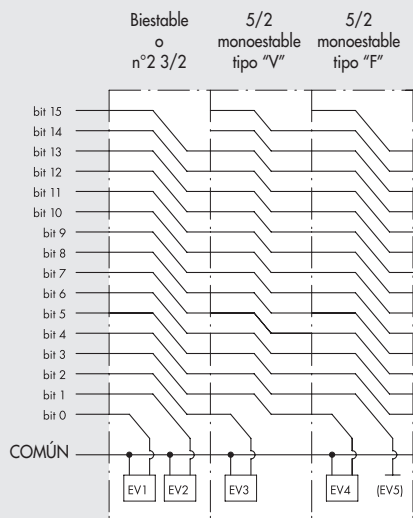 Biestable
o
n°2 3/2
5/2
monoestable
tipo “V”
5/2
monoestable
tipo “F”
bit 15
bit 14
bit 13
bit 12
bit 11
bit 10
bit 9
bit 8
bit 7
bit 6
bit 5
bit 4
bit 3
bit 2
bit 1
bit 0
COMÚN
EV1 EV2 EV3 EV4 (EV5)